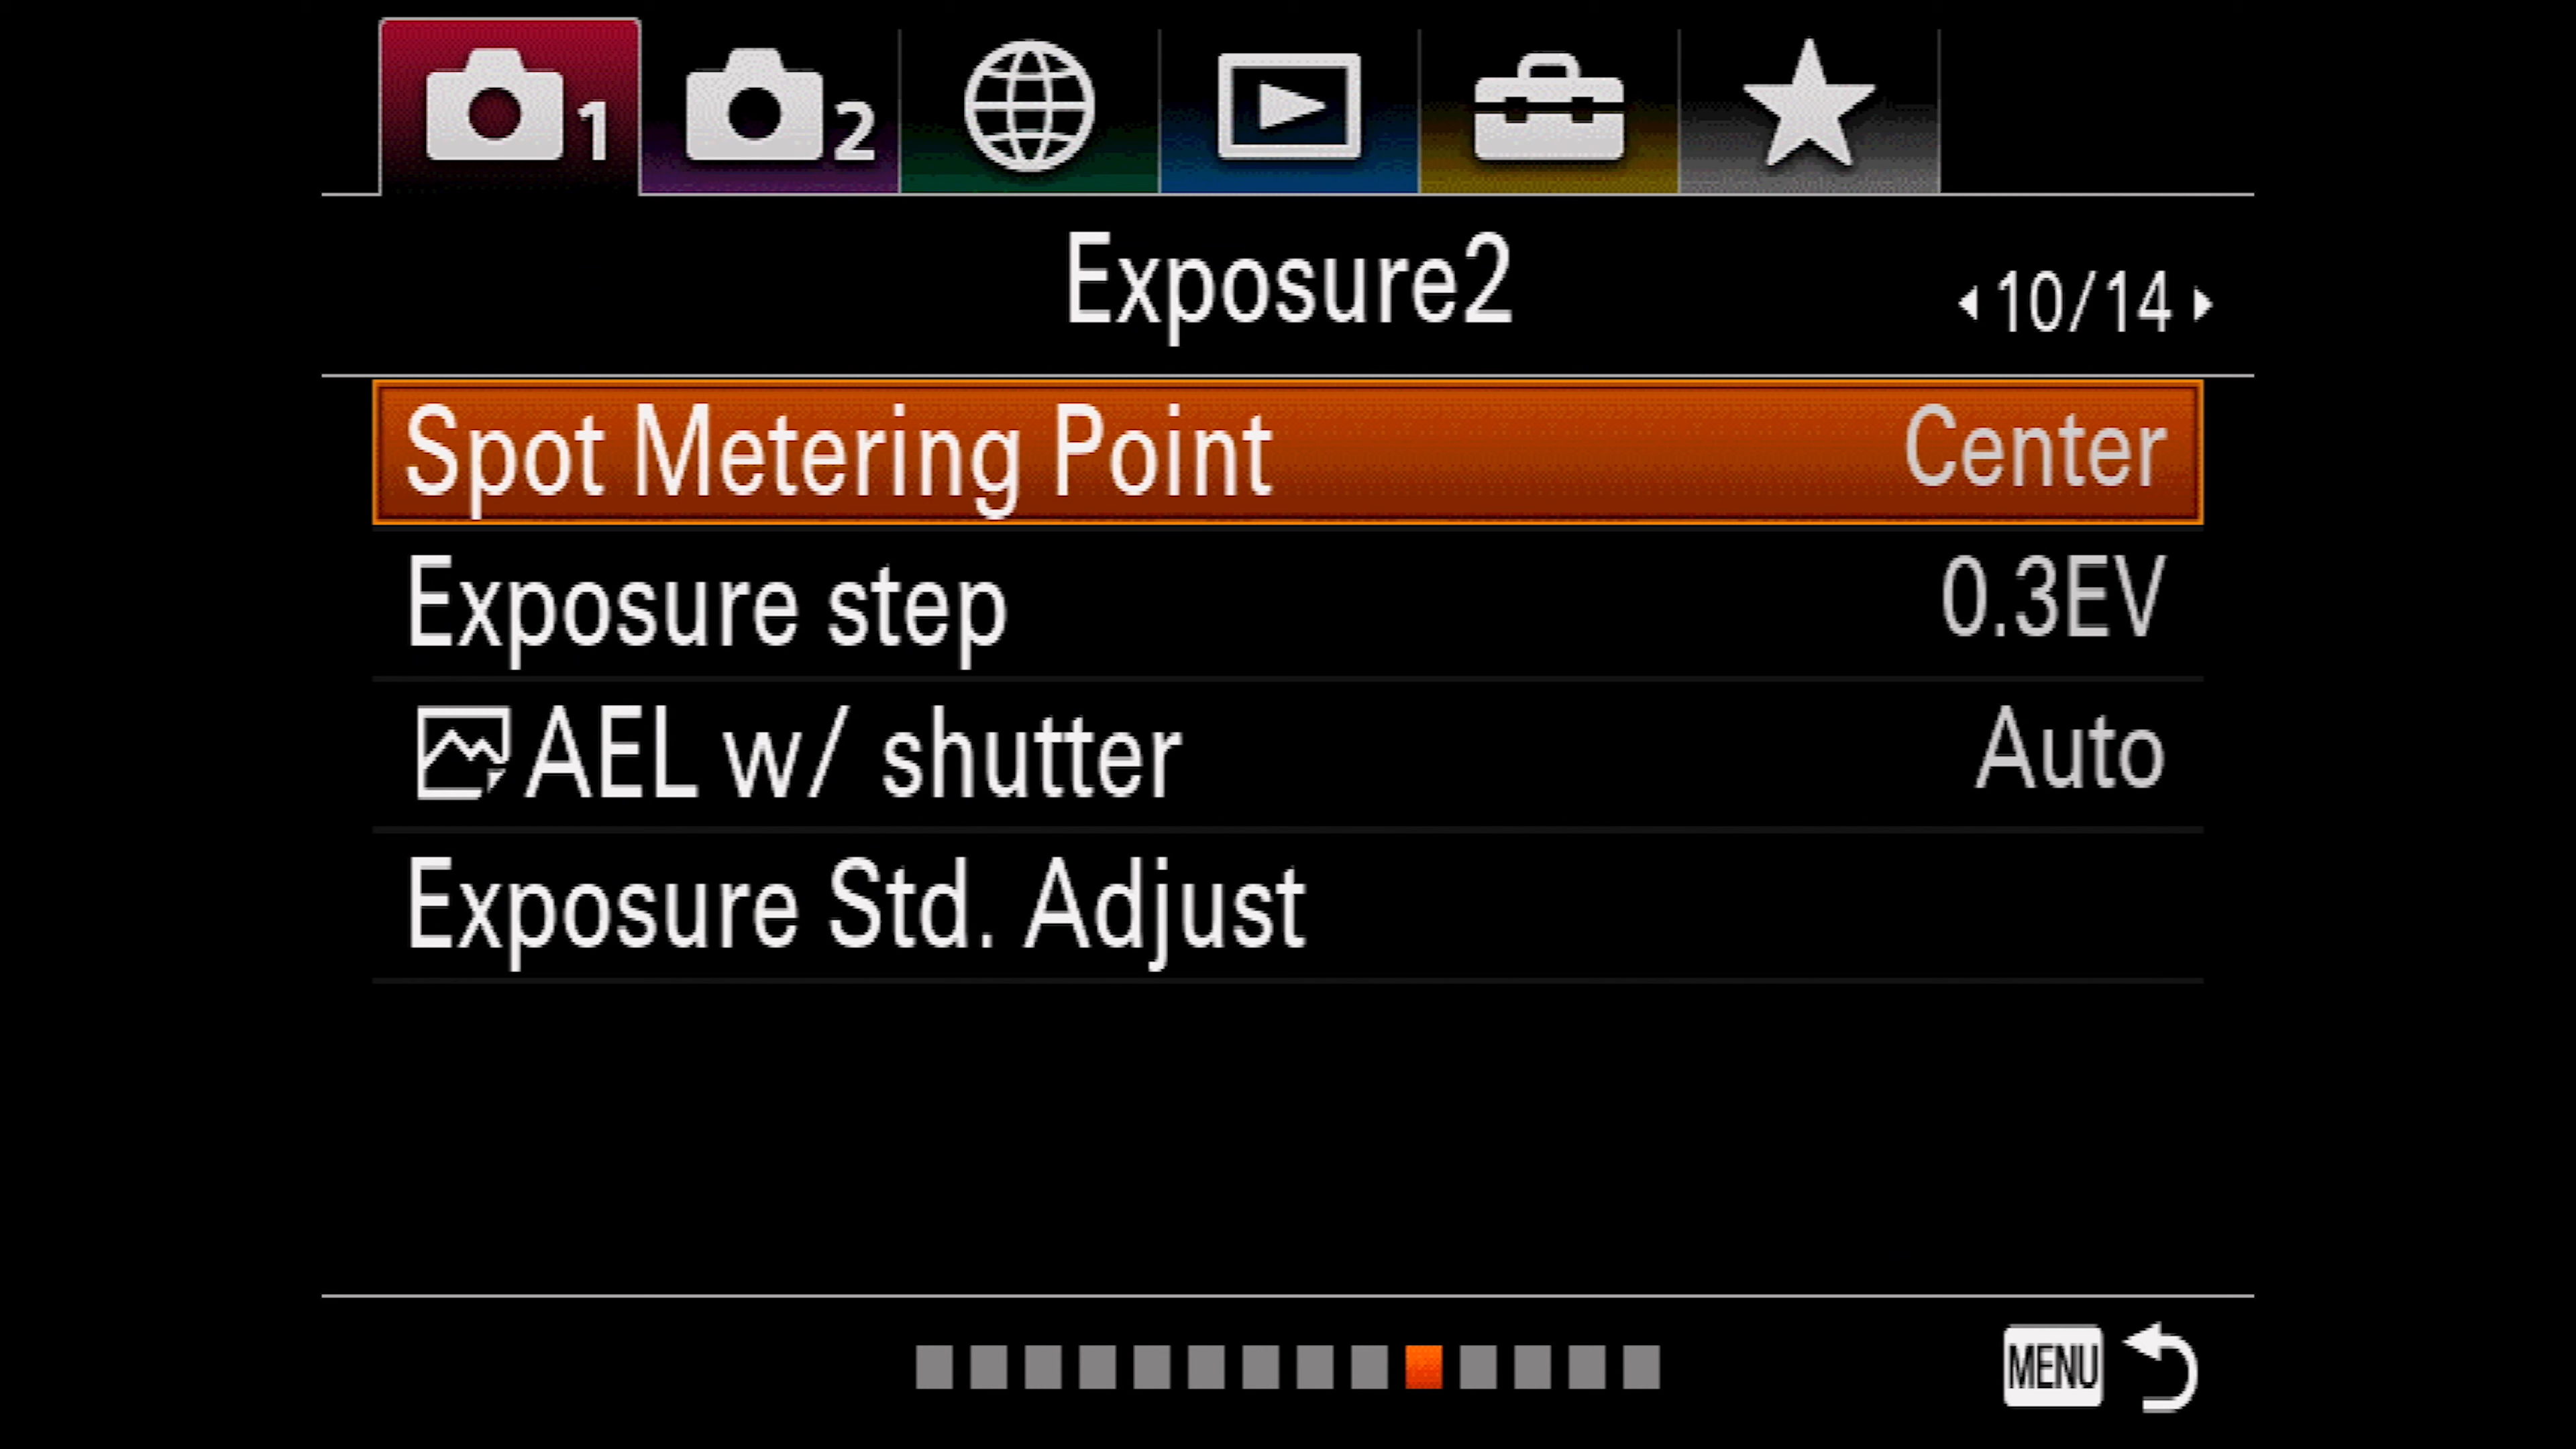 1 2
Exposure2
10/14
Spot Metering Point Center
Exposure step 0.3EV
AEL w/ shutter Auto
Exposure Std. Adjust
MENU